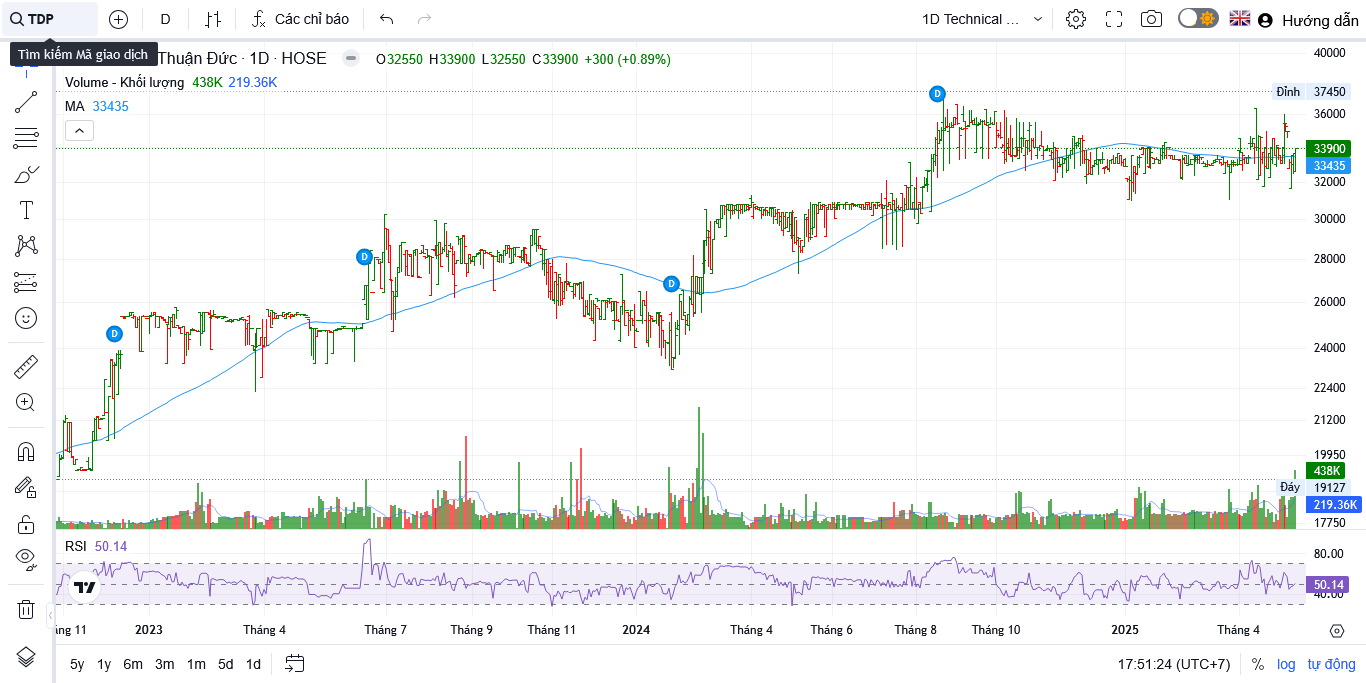 TDP D Các chỉ báo 1D Technical ... Hướng dẫn
Tìm kiếm Mã giao dịch
Thuận Đức · 1D · HOSE O32550 H33900 L32550 C33900 +300 (+0.89%)
Volume - Khối lượng 438K 219.36K
MA 33435
40000
Đỉnh 37450
36000
33900
33435
32000
30000
28000
26000
24000
22400
21200
19950
438K
Đáy 19127
219.36K
17750
D
D
D
D
RSI 50.14
80.00
50.14
40.00
ng 11 2023 Tháng 4 Tháng 7 Tháng 9 Tháng 11 2024 Tháng 4 Tháng 6 Tháng 8 Tháng 10 2025 Tháng 4
5y 1y 6m 3m 1m 5d 1d 17:51:24 (UTC+7) % log tự động